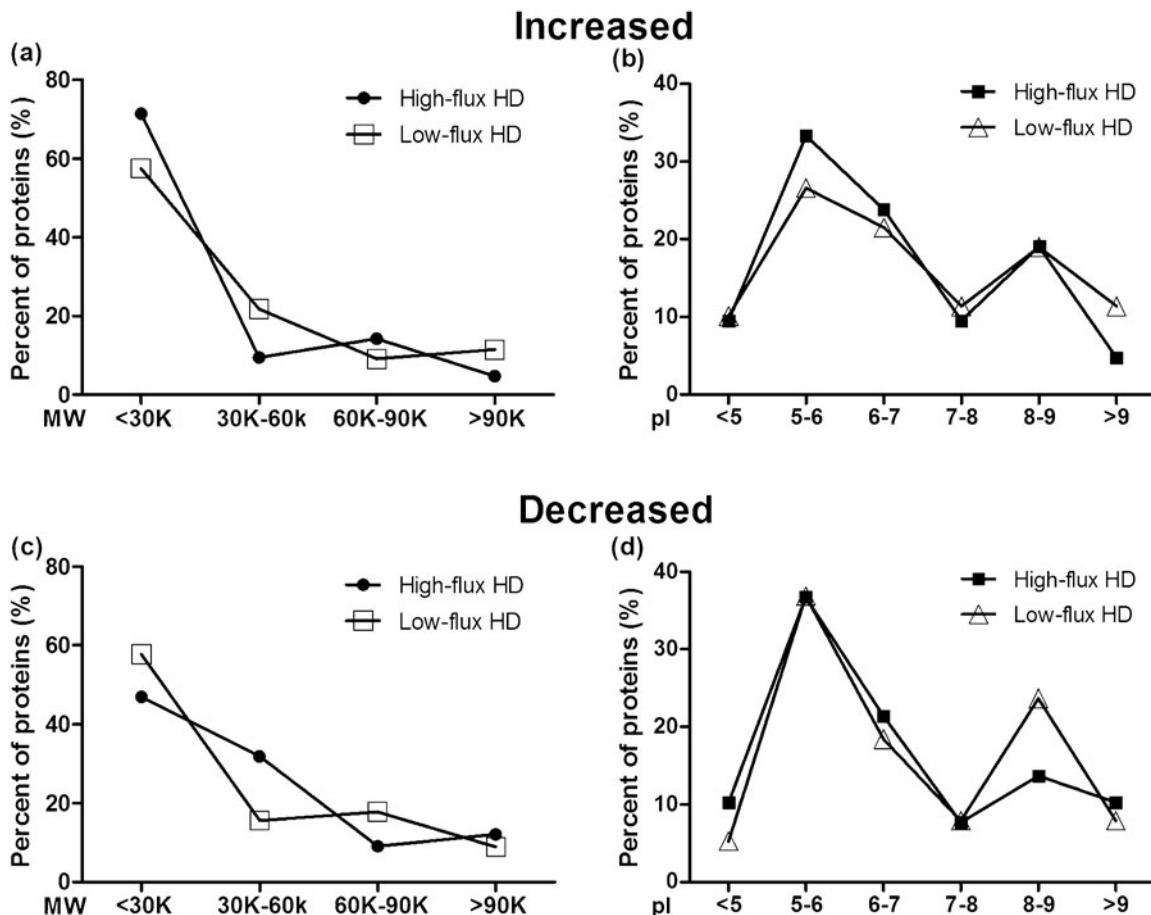 Increased
(a)
Percent of proteins (%)
80
60
40
20
0
High-flux HD
Low-flux HD
MW <30K 30K-60k 60K-90K >90K
(b)
Percent of proteins (%)
40
30
20
10
0
High-flux HD
Low-flux HD
pI <5 5-6 6-7 7-8 8-9 >9
Decreased
(c)
Percent of proteins (%)
80
60
40
20
0
High-flux HD
Low-flux HD
MW <30K 30K-60k 60K-90K >90K
(d)
Percent of proteins (%)
40
30
20
10
0
High-flux HD
Low-flux HD
pI <5 5-6 6-7 7-8 8-9 >9